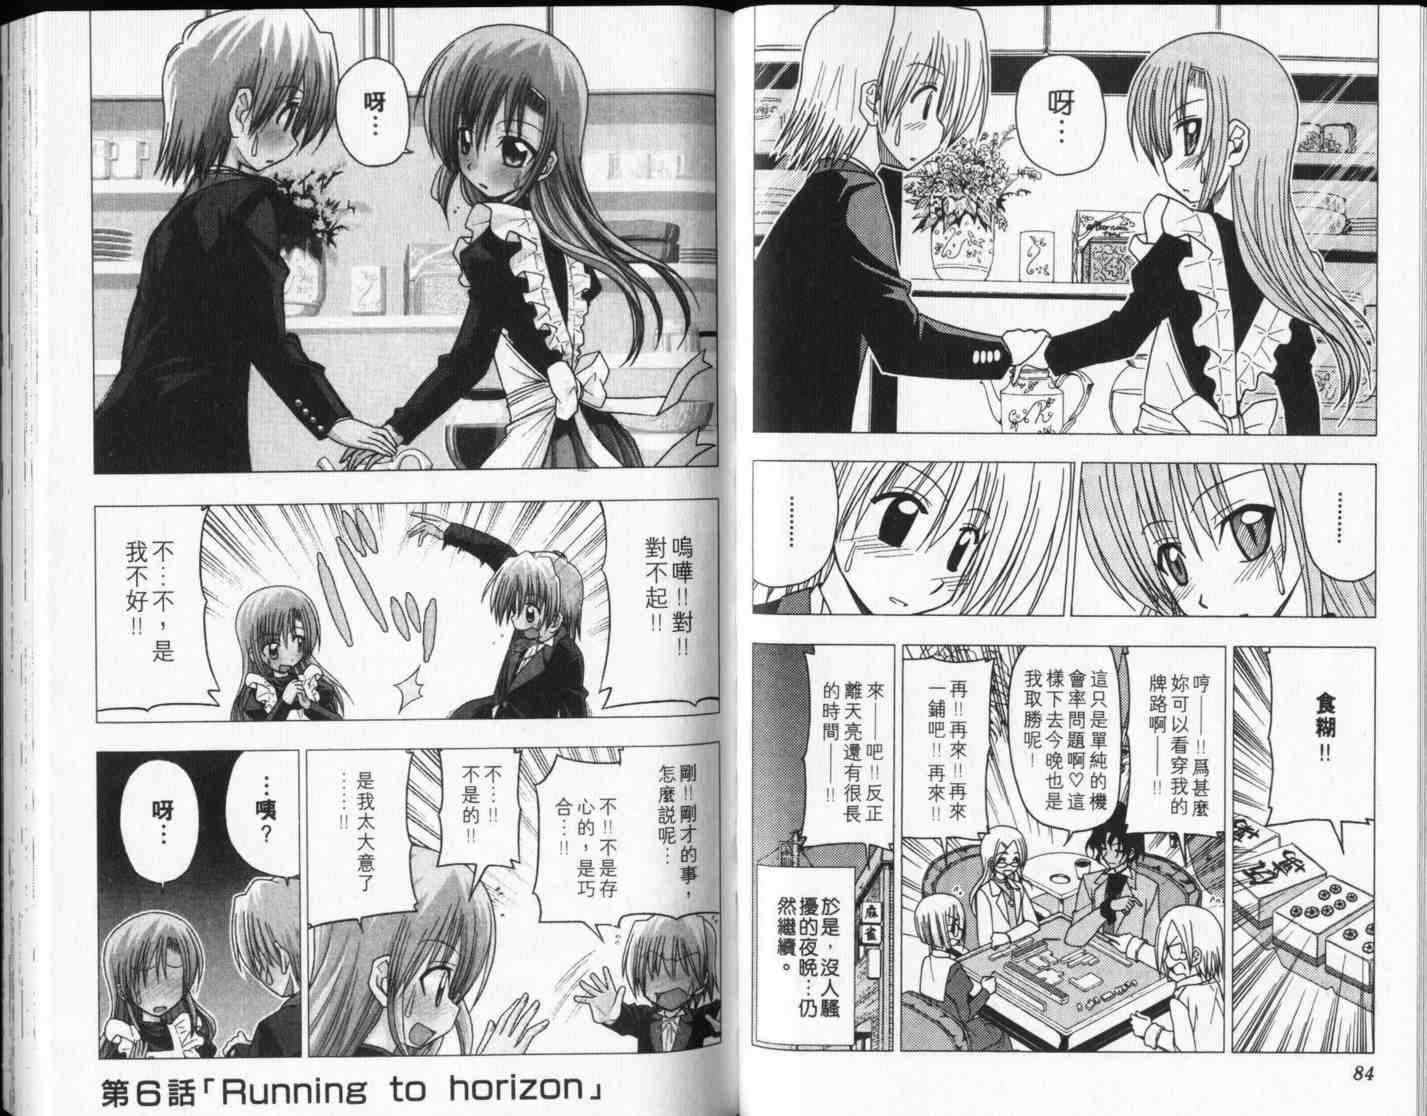 呀…
………
………
食糊!!
哼——!!爲甚麼
妳可以看穿我的
牌路啊——!!
這只是單純的機
會率問題啊♡這
樣下去今晚也是
我取勝呢!
再!!再來!!再來
一鋪吧!!再來!!
來——吧!!反正
離天亮還有很長
的時間——!!
麻雀
於是,沒人騷
擾的夜晚…仍
然繼續。
84
呀…
嗚嘩!!對!!
對不起!!
不…不,是
我不好!!
剛!!剛才的事,
怎麼説呢…
不!!不是存
心的,是巧
合…!!
不…!!
不是的!!
是我太大意了
……!!
…咦?
呀…
第6話「Running to horizon」